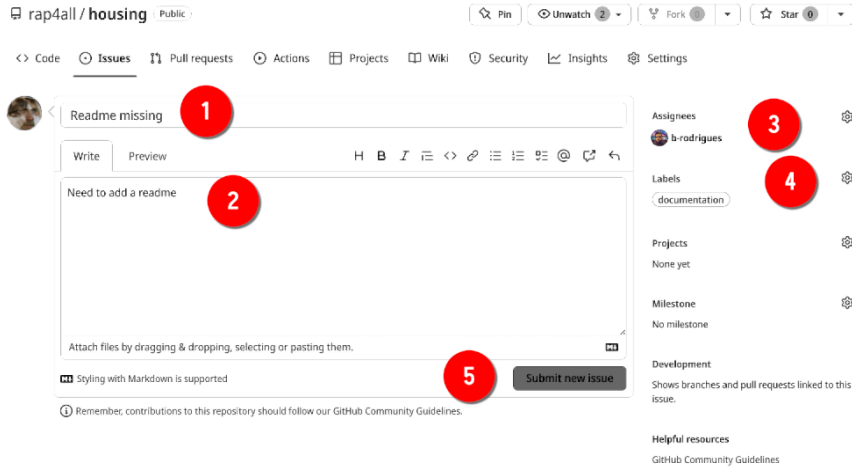 rap4all / housing Public
Pin Unwatch 2 Fork 0 Star 0
Code Issues Pull requests Actions Projects Wiki Security Insights Settings
Readme missing 1
Write Preview H B I
Need to add a readme
2
Attach files by dragging & dropping, selecting or pasting them.
Styling with Markdown is supported
5 Submit new issue
Remember, contributions to this repository should follow our GitHub Community Guidelines.
Assignees
3
b-rodrigues
Labels
4
documentation
Projects
None yet
Milestone
No milestone
Development
Shows branches and pull requests linked to this
issue.
Helpful resources
GitHub Community Guidelines